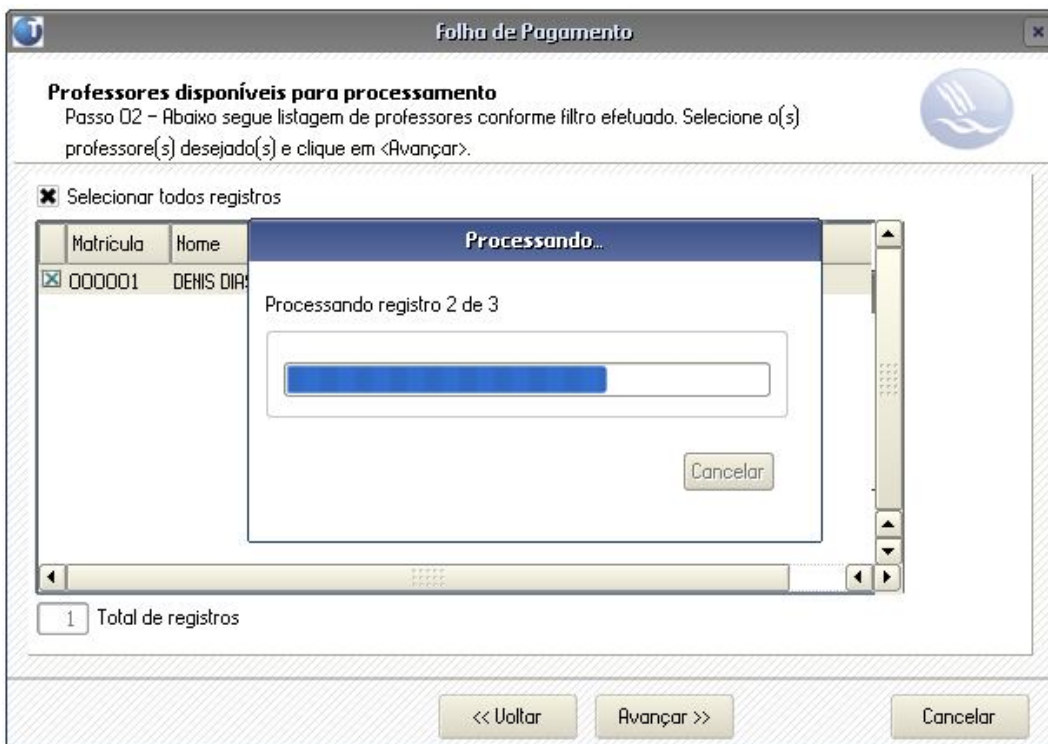 Folha de Pagamento
Professores disponíveis para processamento
Passo 02 - Abaixo segue listagem de professores conforme filtro efetuado. Selecione o(s)
professore(s) desejado(s) e clique em <Avançar>.
Selecionar todos registros
Matrícula Nome
000001 DENIS DIAS
Processando...
Processando registro 2 de 3
Cancelar
1 Total de registros
<< Voltar Avançar >> Cancelar